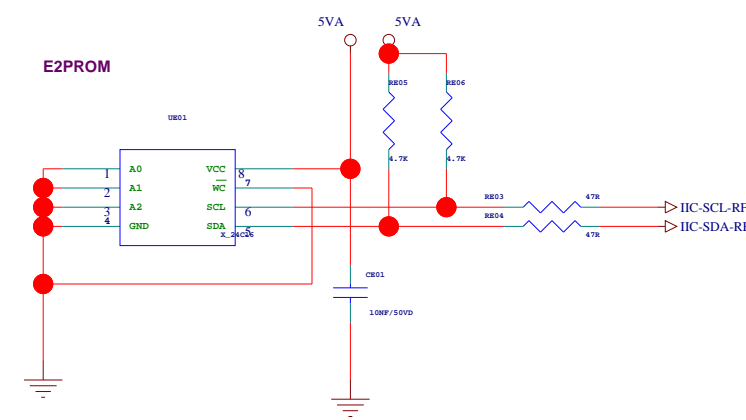 5VA 5VA
E2PROM
RE05 RE06
UE01
4.7K 4.7K
1 A0 VCC 8
2 A1 WC 7
3 A2 SCL 6
4 GND SDA 5
X_24C16
RE03 47R IIC-SCL-RF
RE04 47R IIC-SDA-RF
CE01
10NF/50VD